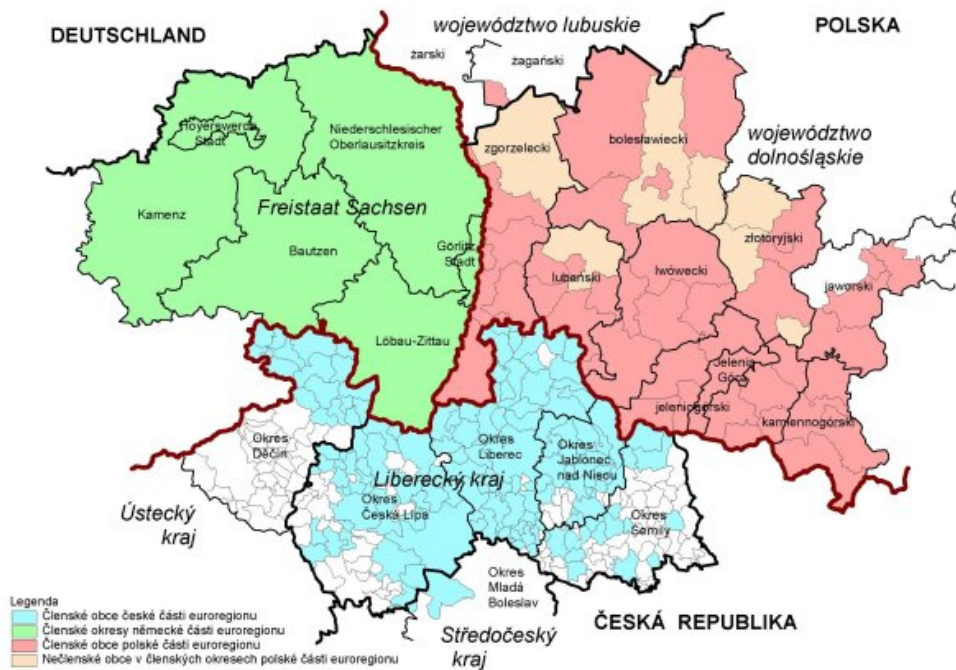 DEUTSCHLAND
województwo lubuskie
POLSKA
żarski
żagański
Hoyerswerda
Stadt
Niederschlesischer
Oberlausitzkreis
zgorzelecki
bolesławiecki
województwo
dolnośląskie
Kamenz
Freistaat Sachsen
Bautzen
Görlitz
Stadt
lubański
lwówecki
złotoryjski
jaworski
Löbau-Zittau
Jelenia
Góra
jeleniogórski
kamiennogórski
Okres
Děčín
Okres
Liberec
Okres
Jablonec
nad Nisou
Liberecký kraj
Ústecký
kraj
Okres
Česká Lípa
Okres
Semily
Okres
Mladá
Boleslav
ČESKÁ REPUBLIKA
Středočeský
kraj
Legenda
Členské obce české části euroregionu
Členské okresy německé části euroregionu
Členské obce polské části euroregionu
Nečlenské obce v členských okresech polské části euroregionu